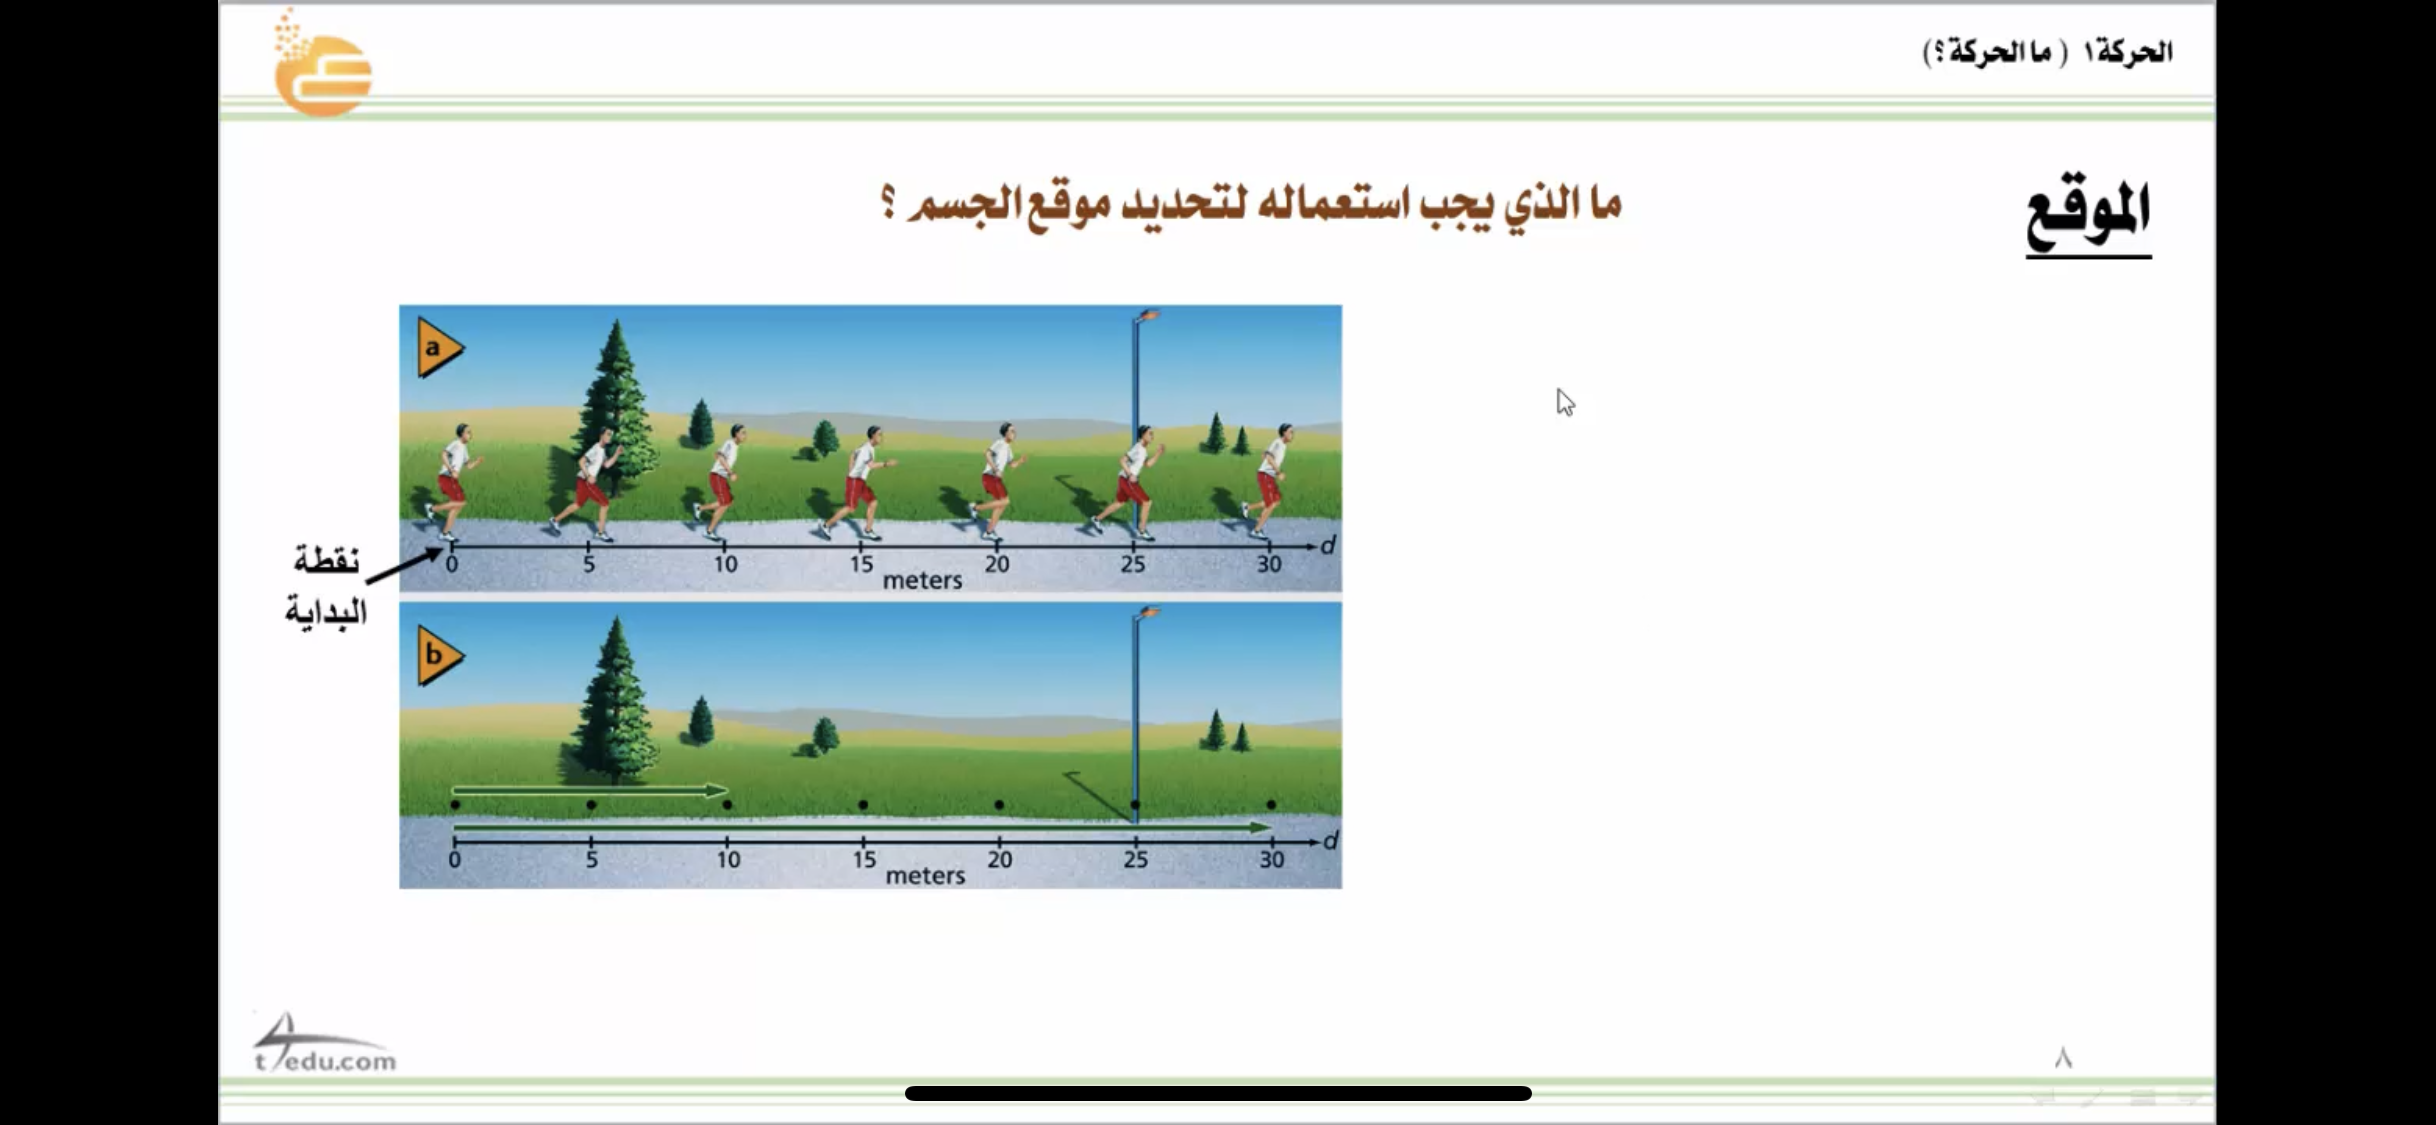 الحركة١ ( ما الحركة؟)
الموقع
ما الذي يجب استعماله لتحديد موقع الجسم ؟
a
0 5 10 15 20 25 30 d
meters
نقطة
البداية
b
0 5 10 15 20 25 30 d
meters
t4edu.com
٨